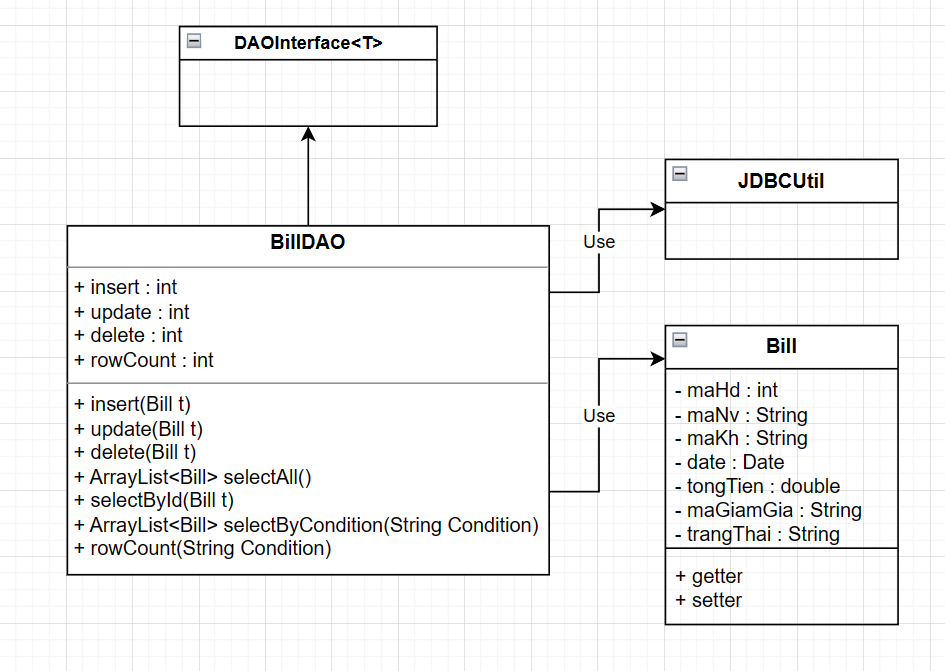 DAOInterface<T>
BillDAO
+ insert : int
+ update : int
+ delete : int
+ rowCount : int
+ insert(Bill t)
+ update(Bill t)
+ delete(Bill t)
+ ArrayList<Bill> selectAll()
+ selectById(Bill t)
+ ArrayList<Bill> selectByCondition(String Condition)
+ rowCount(String Condition)
Use
JDBCUtil
Use
Bill
- maHd : int
- maNv : String
- maKh : String
- date : Date
- tongTien : double
- maGiamGia : String
- trangThai : String
+ getter
+ setter